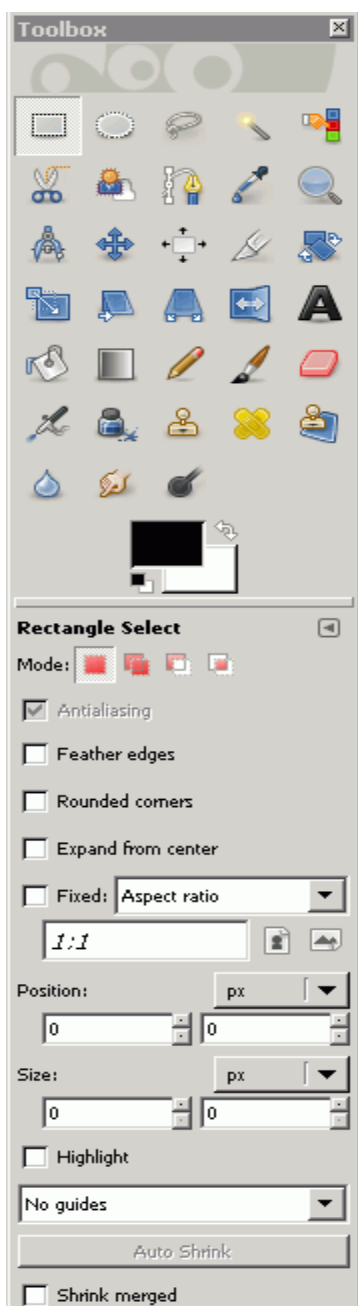 Toolbox
Rectangle Select
Mode:
Antialiasing
Feather edges
Rounded corners
Expand from center
Fixed: Aspect ratio
1:1
Position: px
0 0
Size: px
0 0
Highlight
No guides
Auto Shrink
Shrink merged